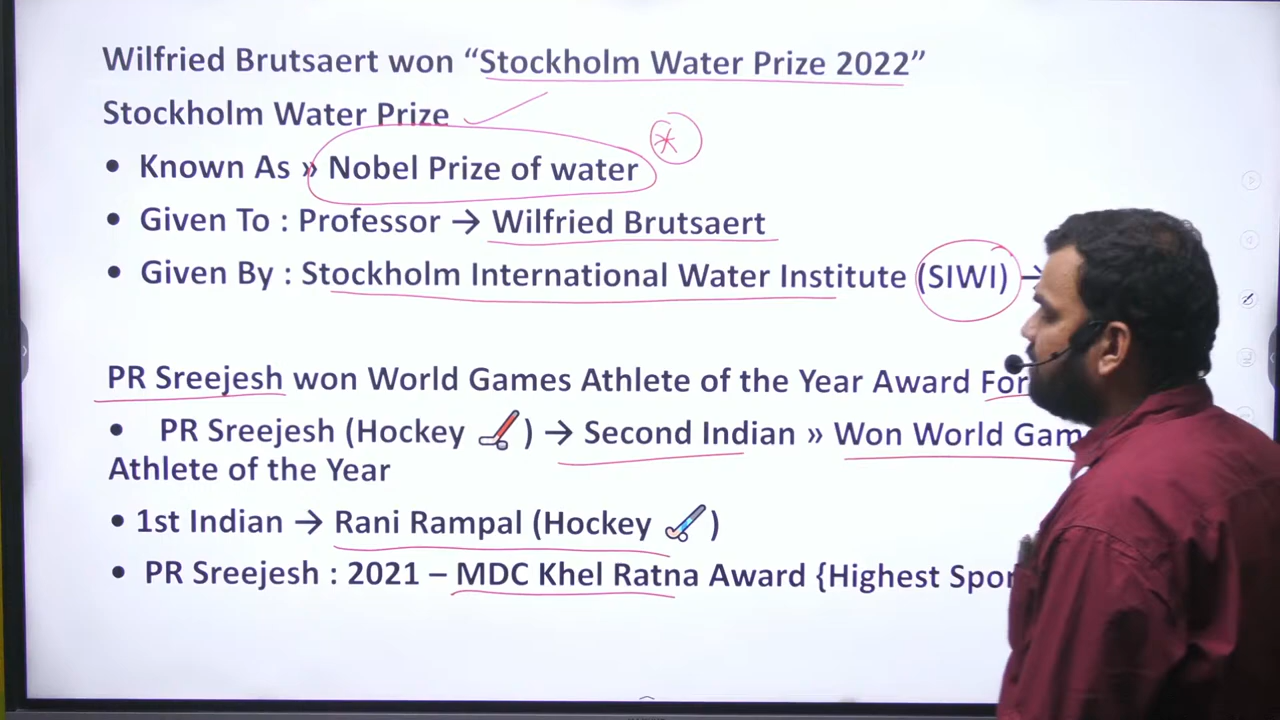 Wilfried Brutsaert won “Stockholm Water Prize 2022”
Stockholm Water Prize
• Known As » Nobel Prize of water
• Given To : Professor → Wilfried Brutsaert
• Given By : Stockholm International Water Institute (SIWI) →
PR Sreejesh won World Games Athlete of the Year Award For
• PR Sreejesh (Hockey ) → Second Indian » Won World
Athlete of the Year
• 1st Indian → Rani Rampal (Hockey )
• PR Sreejesh : 2021 – MDC Khel Ratna Award {Highest